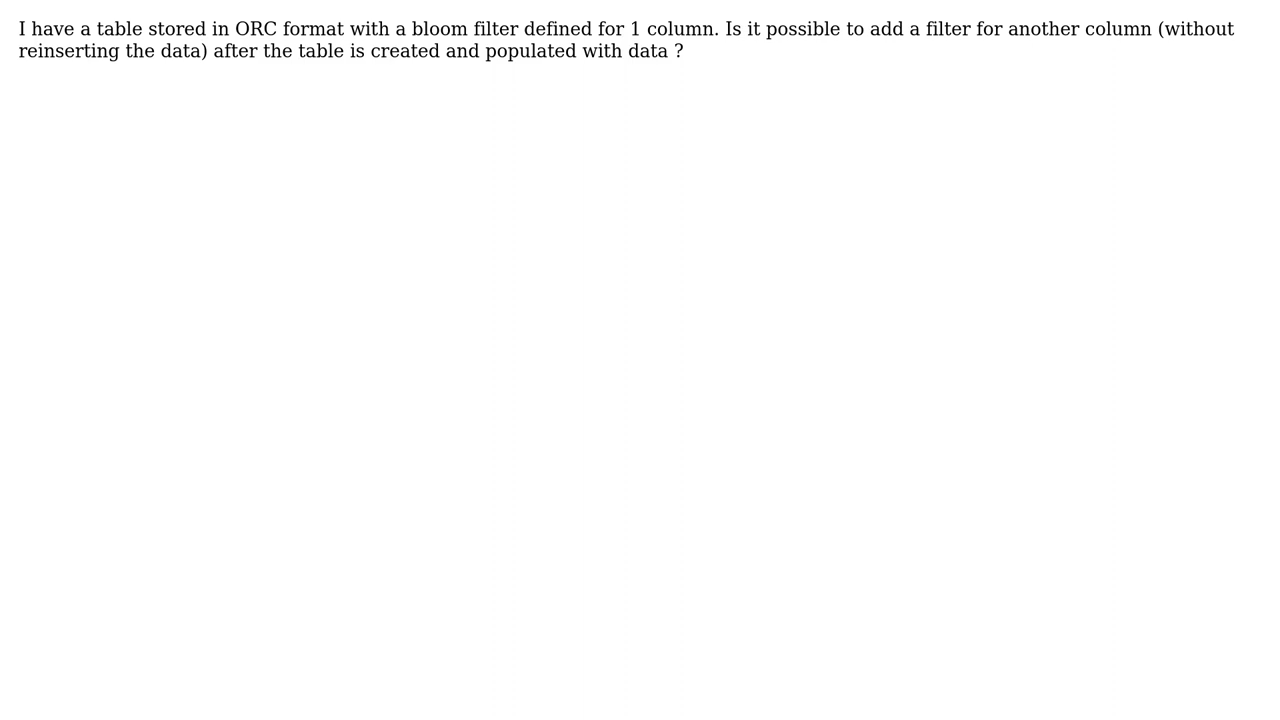 I have a table stored in ORC format with a bloom filter defined for 1 column. Is it possible to add a filter for another column (without
reinserting the data) after the table is created and populated with data ?